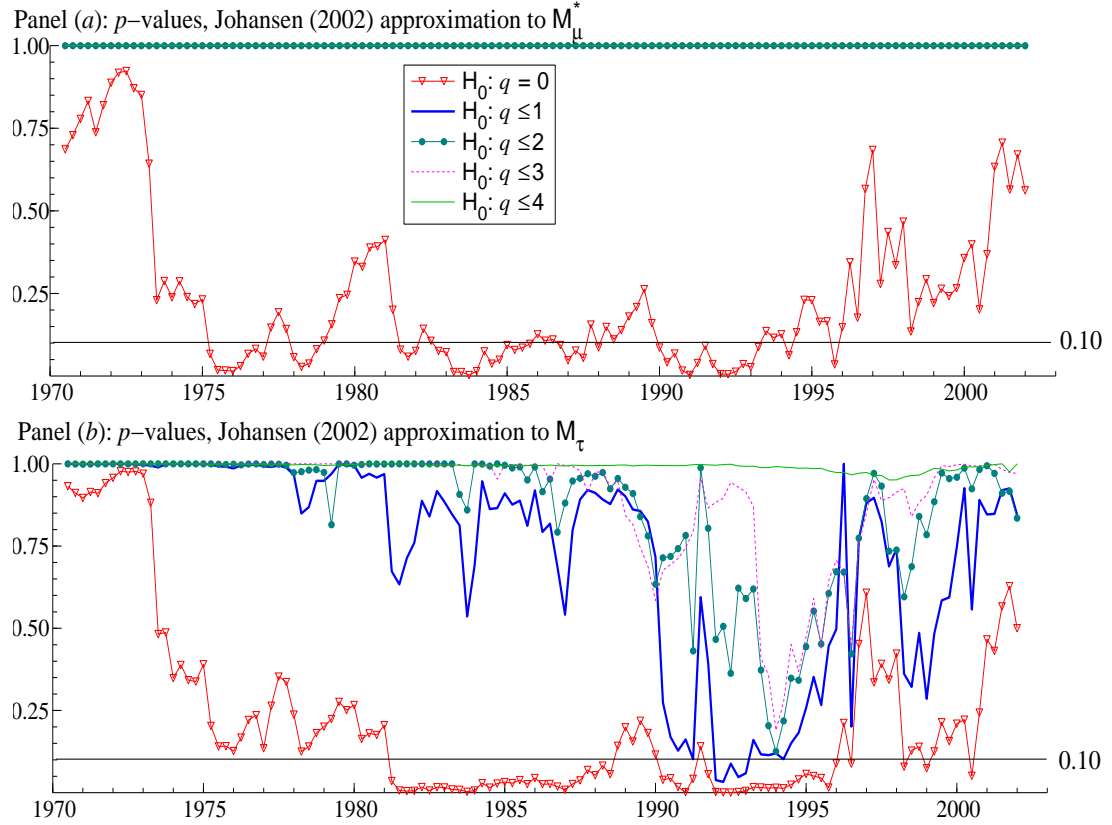 Panel (a): p−values, Johansen (2002) approximation to M*μ
1.00
0.75
0.50
0.25
H0: q = 0
H0: q ≤1
H0: q ≤2
H0: q ≤3
H0: q ≤4
0.10
1970 1975 1980 1985 1990 1995 2000
Panel (b): p−values, Johansen (2002) approximation to Mτ
1.00
0.75
0.50
0.25
0.10
1970 1975 1980 1985 1990 1995 2000